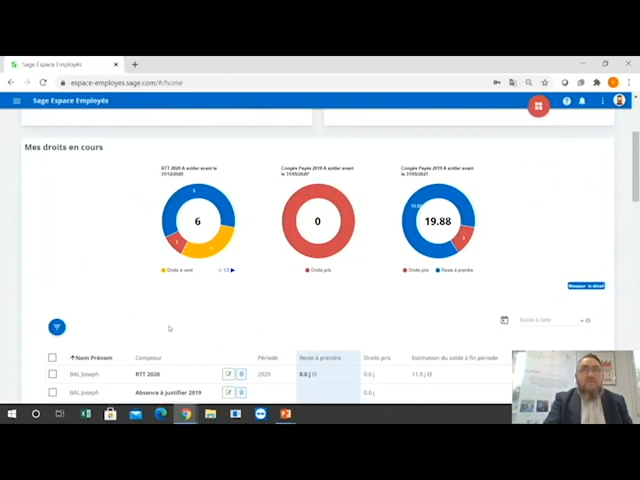 Sage Espace Employés
espace-employes.sage.com/#/home
Sage Espace Employés
Mes droits en cours
RTT 2020 A solder avant le
31/12/2020
6
Droits à venir
1/2
Congés Payés 2019 A solder avant
le 31/05/2020*
0
Droits pris
Congés Payés 2019 A solder avant
le 31/05/2021
19.88
Droits pris
Reste à prendre
Masquer le détail
Solde à date
Nom Prénom Compteur Période Reste à prendre Droits pris Estimation du solde à fin période
BAL Joseph RTT 2020 2020 8.0 j 11.0 j
BAL Joseph Absence à justifier 2019 0.0 j